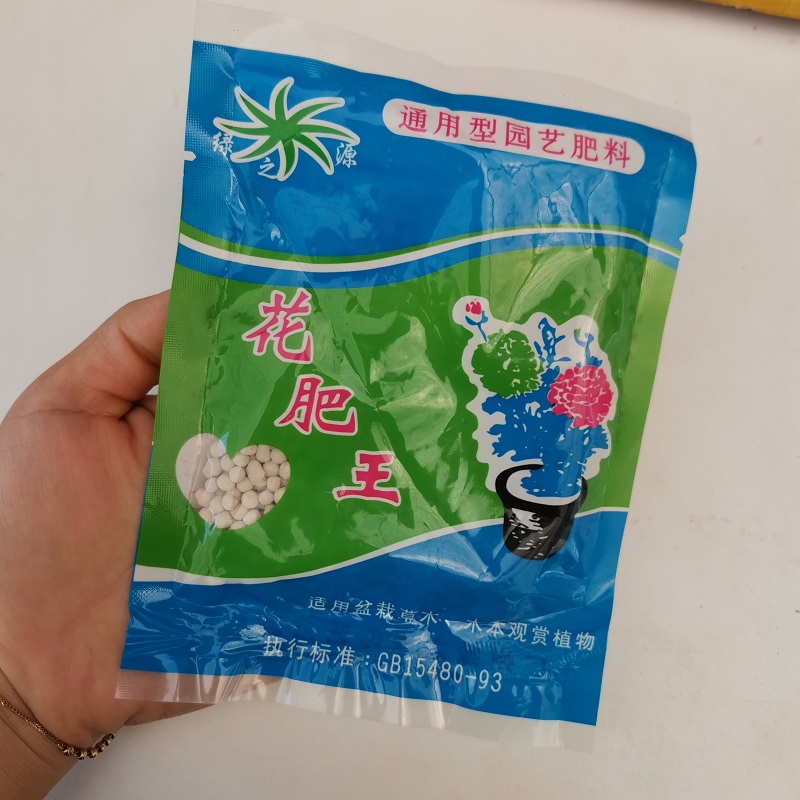 绿之源
通用型园艺肥料
花肥王
适用盆栽草本、木本观赏植物
执行标准：GB15480-93